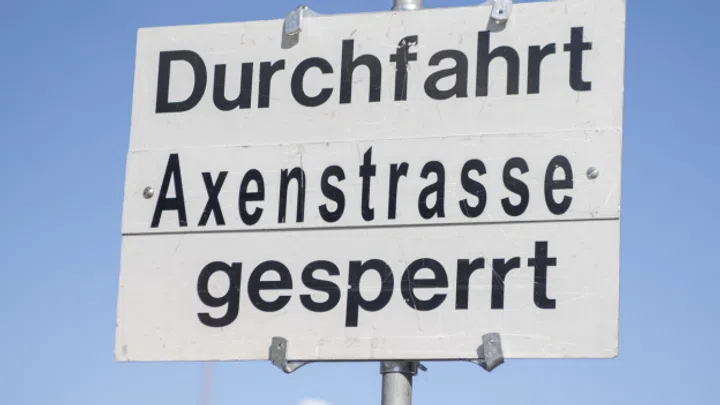 Durchfahrt
Axenstrasse
gesperrt